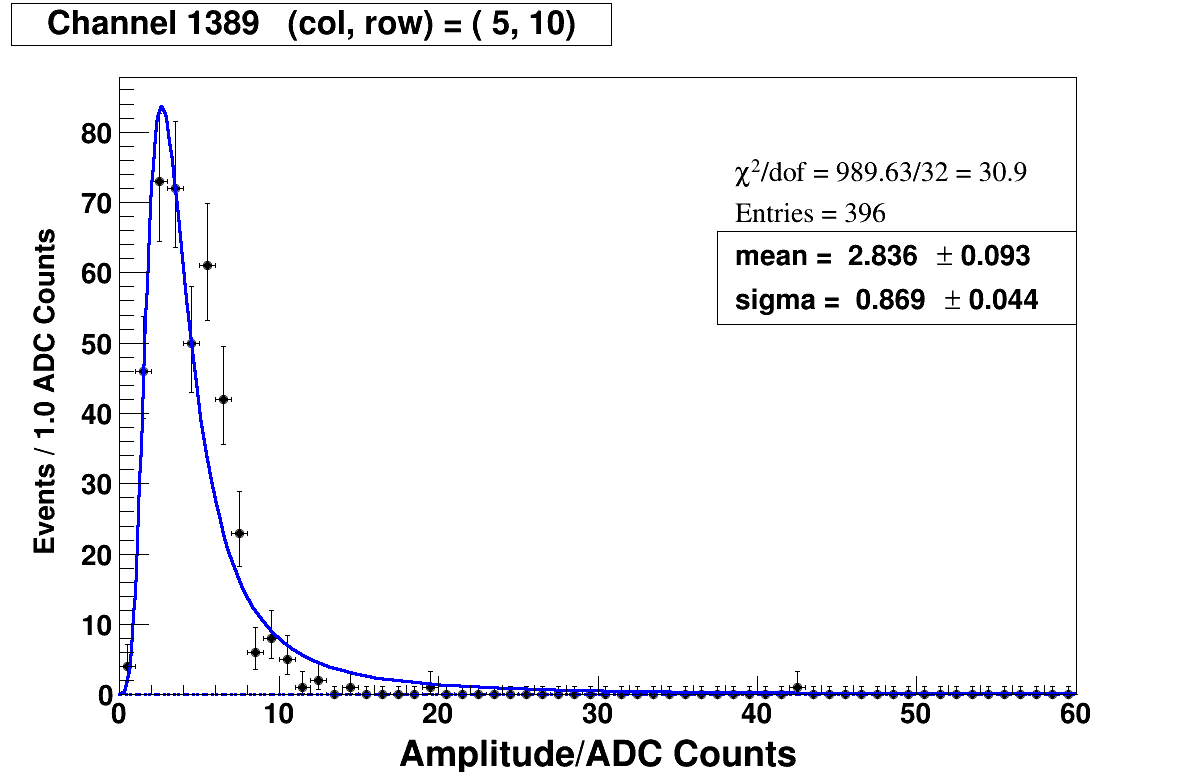 Channel 1389 (col, row) = ( 5, 10)
χ²/dof = 989.63/32 = 30.9
Entries = 396
mean = 2.836 ± 0.093
sigma = 0.869 ± 0.044
Events / 1.0 ADC Counts
80
70
60
50
40
30
20
10
0
0 10 20 30 40 50 60
Amplitude/ADC Counts